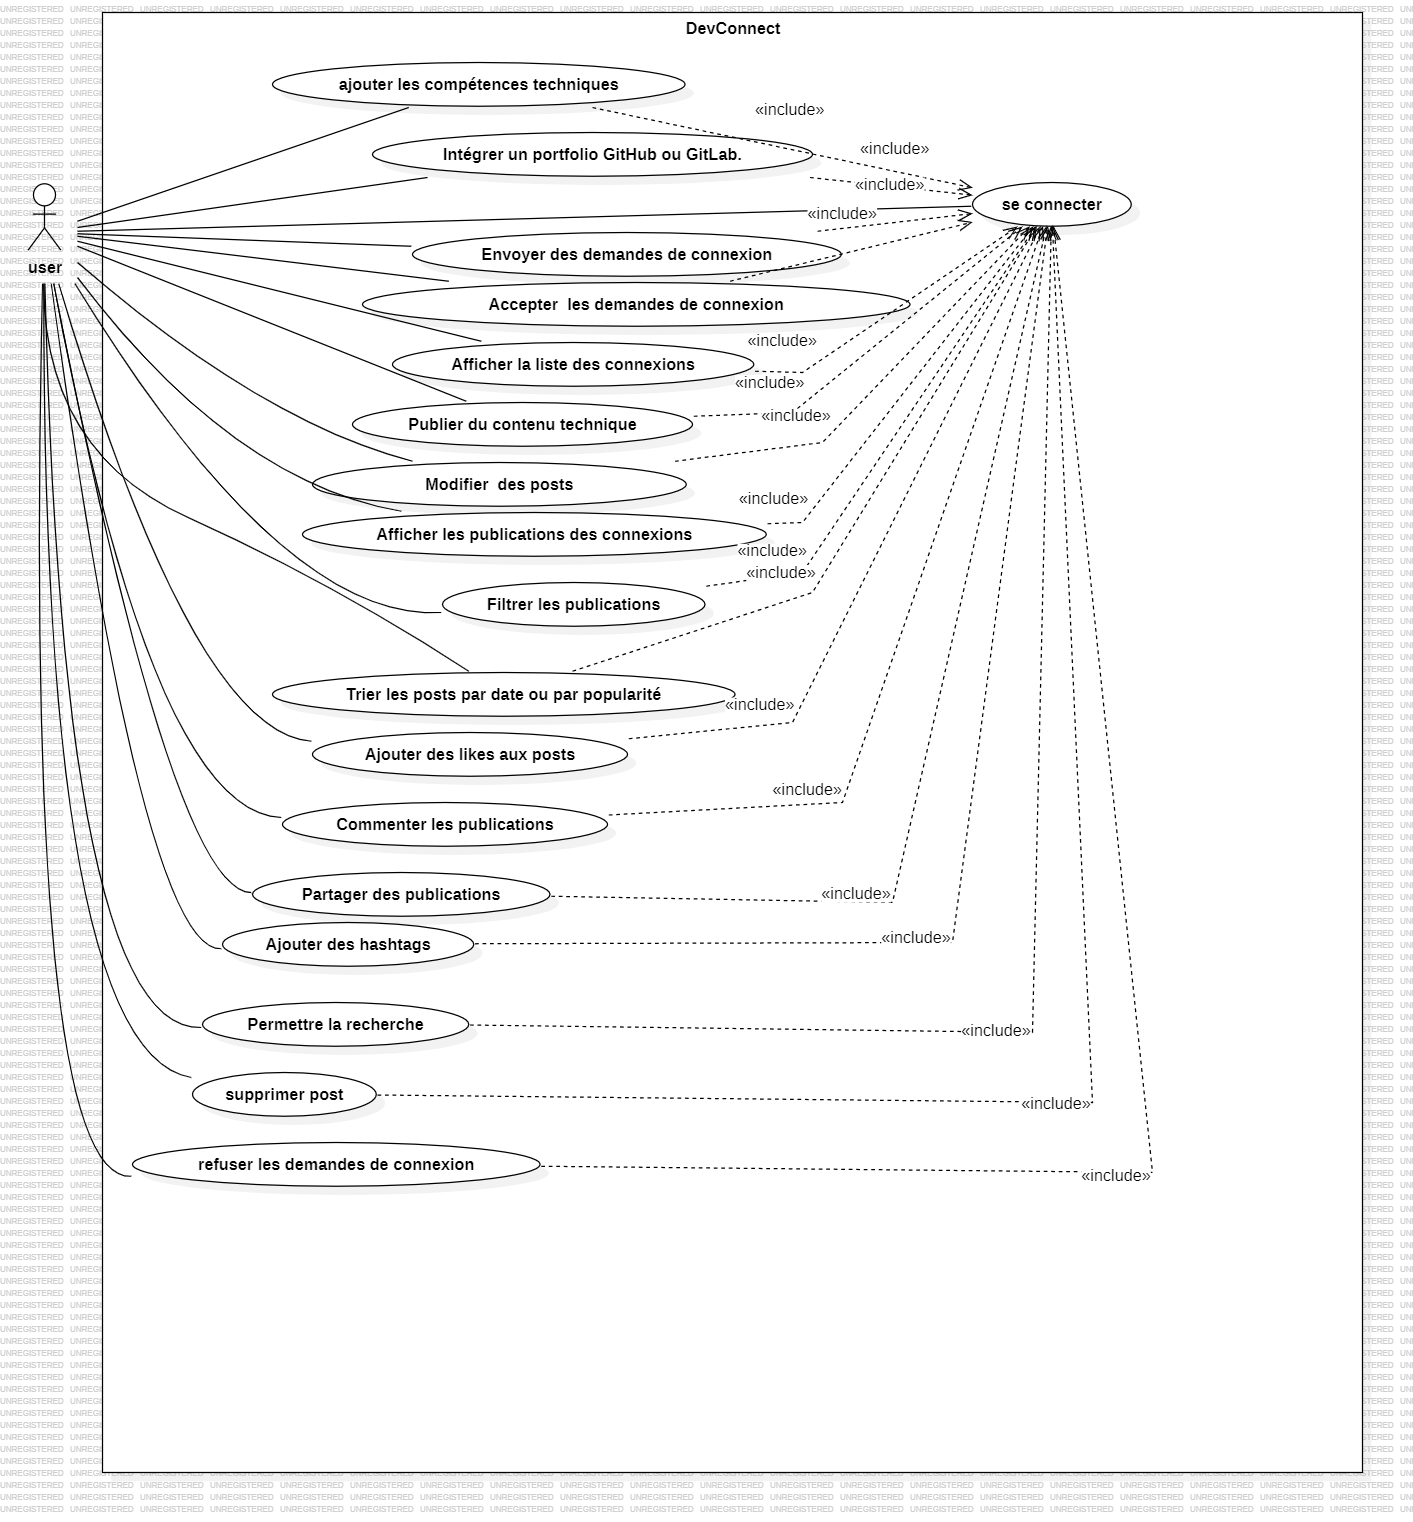 DevConnect
ajouter les compétences techniques
«include»
Intégrer un portfolio GitHub ou GitLab.
«include»
«include»
se connecter
«include»
user
Envoyer des demandes de connexion
Accepter  les demandes de connexion
«include»
Afficher la liste des connexions
«include»
«include»
Publier du contenu technique
Modifier  des posts
«include»
Afficher les publications des connexions
«include»
«include»
Filtrer les publications
Trier les posts par date ou par popularité
«include»
Ajouter des likes aux posts
«include»
Commenter les publications
Partager des publications
«include»
Ajouter des hashtags
«include»
Permettre la recherche
«include»
supprimer post
«include»
refuser les demandes de connexion
«include»
UNREGISTERED